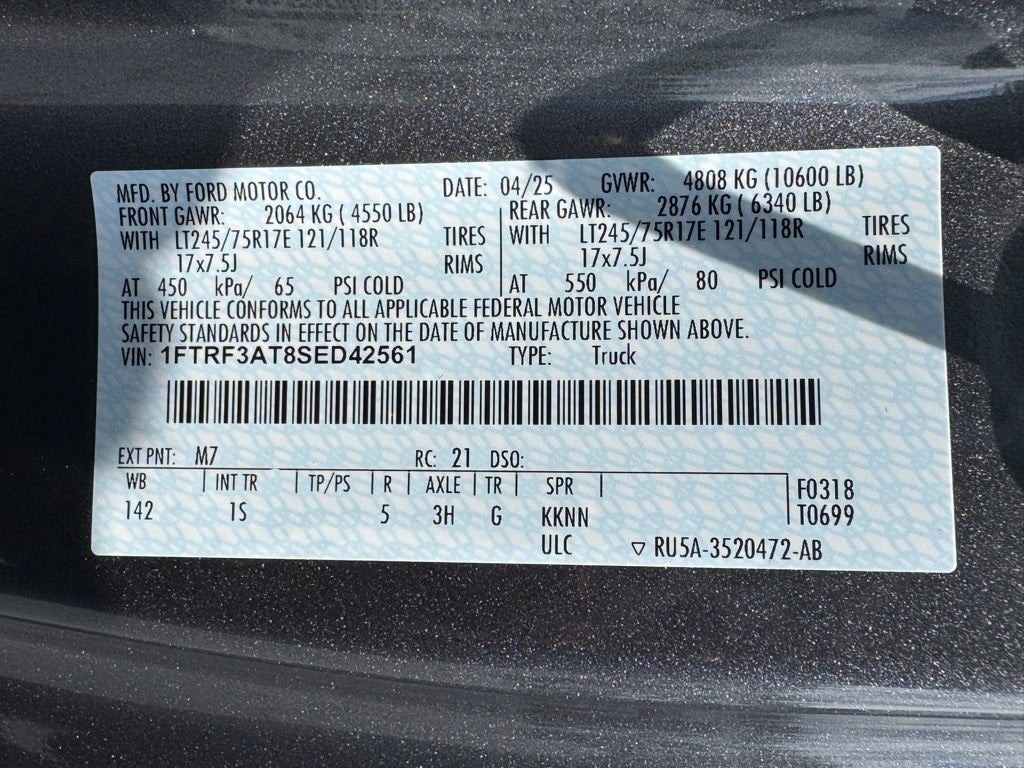 MFD. BY FORD MOTOR CO. DATE: 04/25 GVWR: 4808 KG (10600 LB)
FRONT GAWR: 2064 KG ( 4550 LB) REAR GAWR: 2876 KG ( 6340 LB)
WITH LT245/75R17E 121/118R TIRES WITH LT245/75R17E 121/118R TIRES
17x7.5J RIMS 17x7.5J RIMS
AT 450 kPa/ 65 PSI COLD AT 550 kPa/ 80 PSI COLD
THIS VEHICLE CONFORMS TO ALL APPLICABLE FEDERAL MOTOR VEHICLE
SAFETY STANDARDS IN EFFECT ON THE DATE OF MANUFACTURE SHOWN ABOVE.
VIN: 1FTRF3AT8SED42561 TYPE: Truck
EXT PNT: M7 RC: 21 DSO:
WB INT TR TP/PS R AXLE TR SPR F0318
142 1S 5 3H G KKNN T0699
ULC ▽ RU5A-3520472-AB